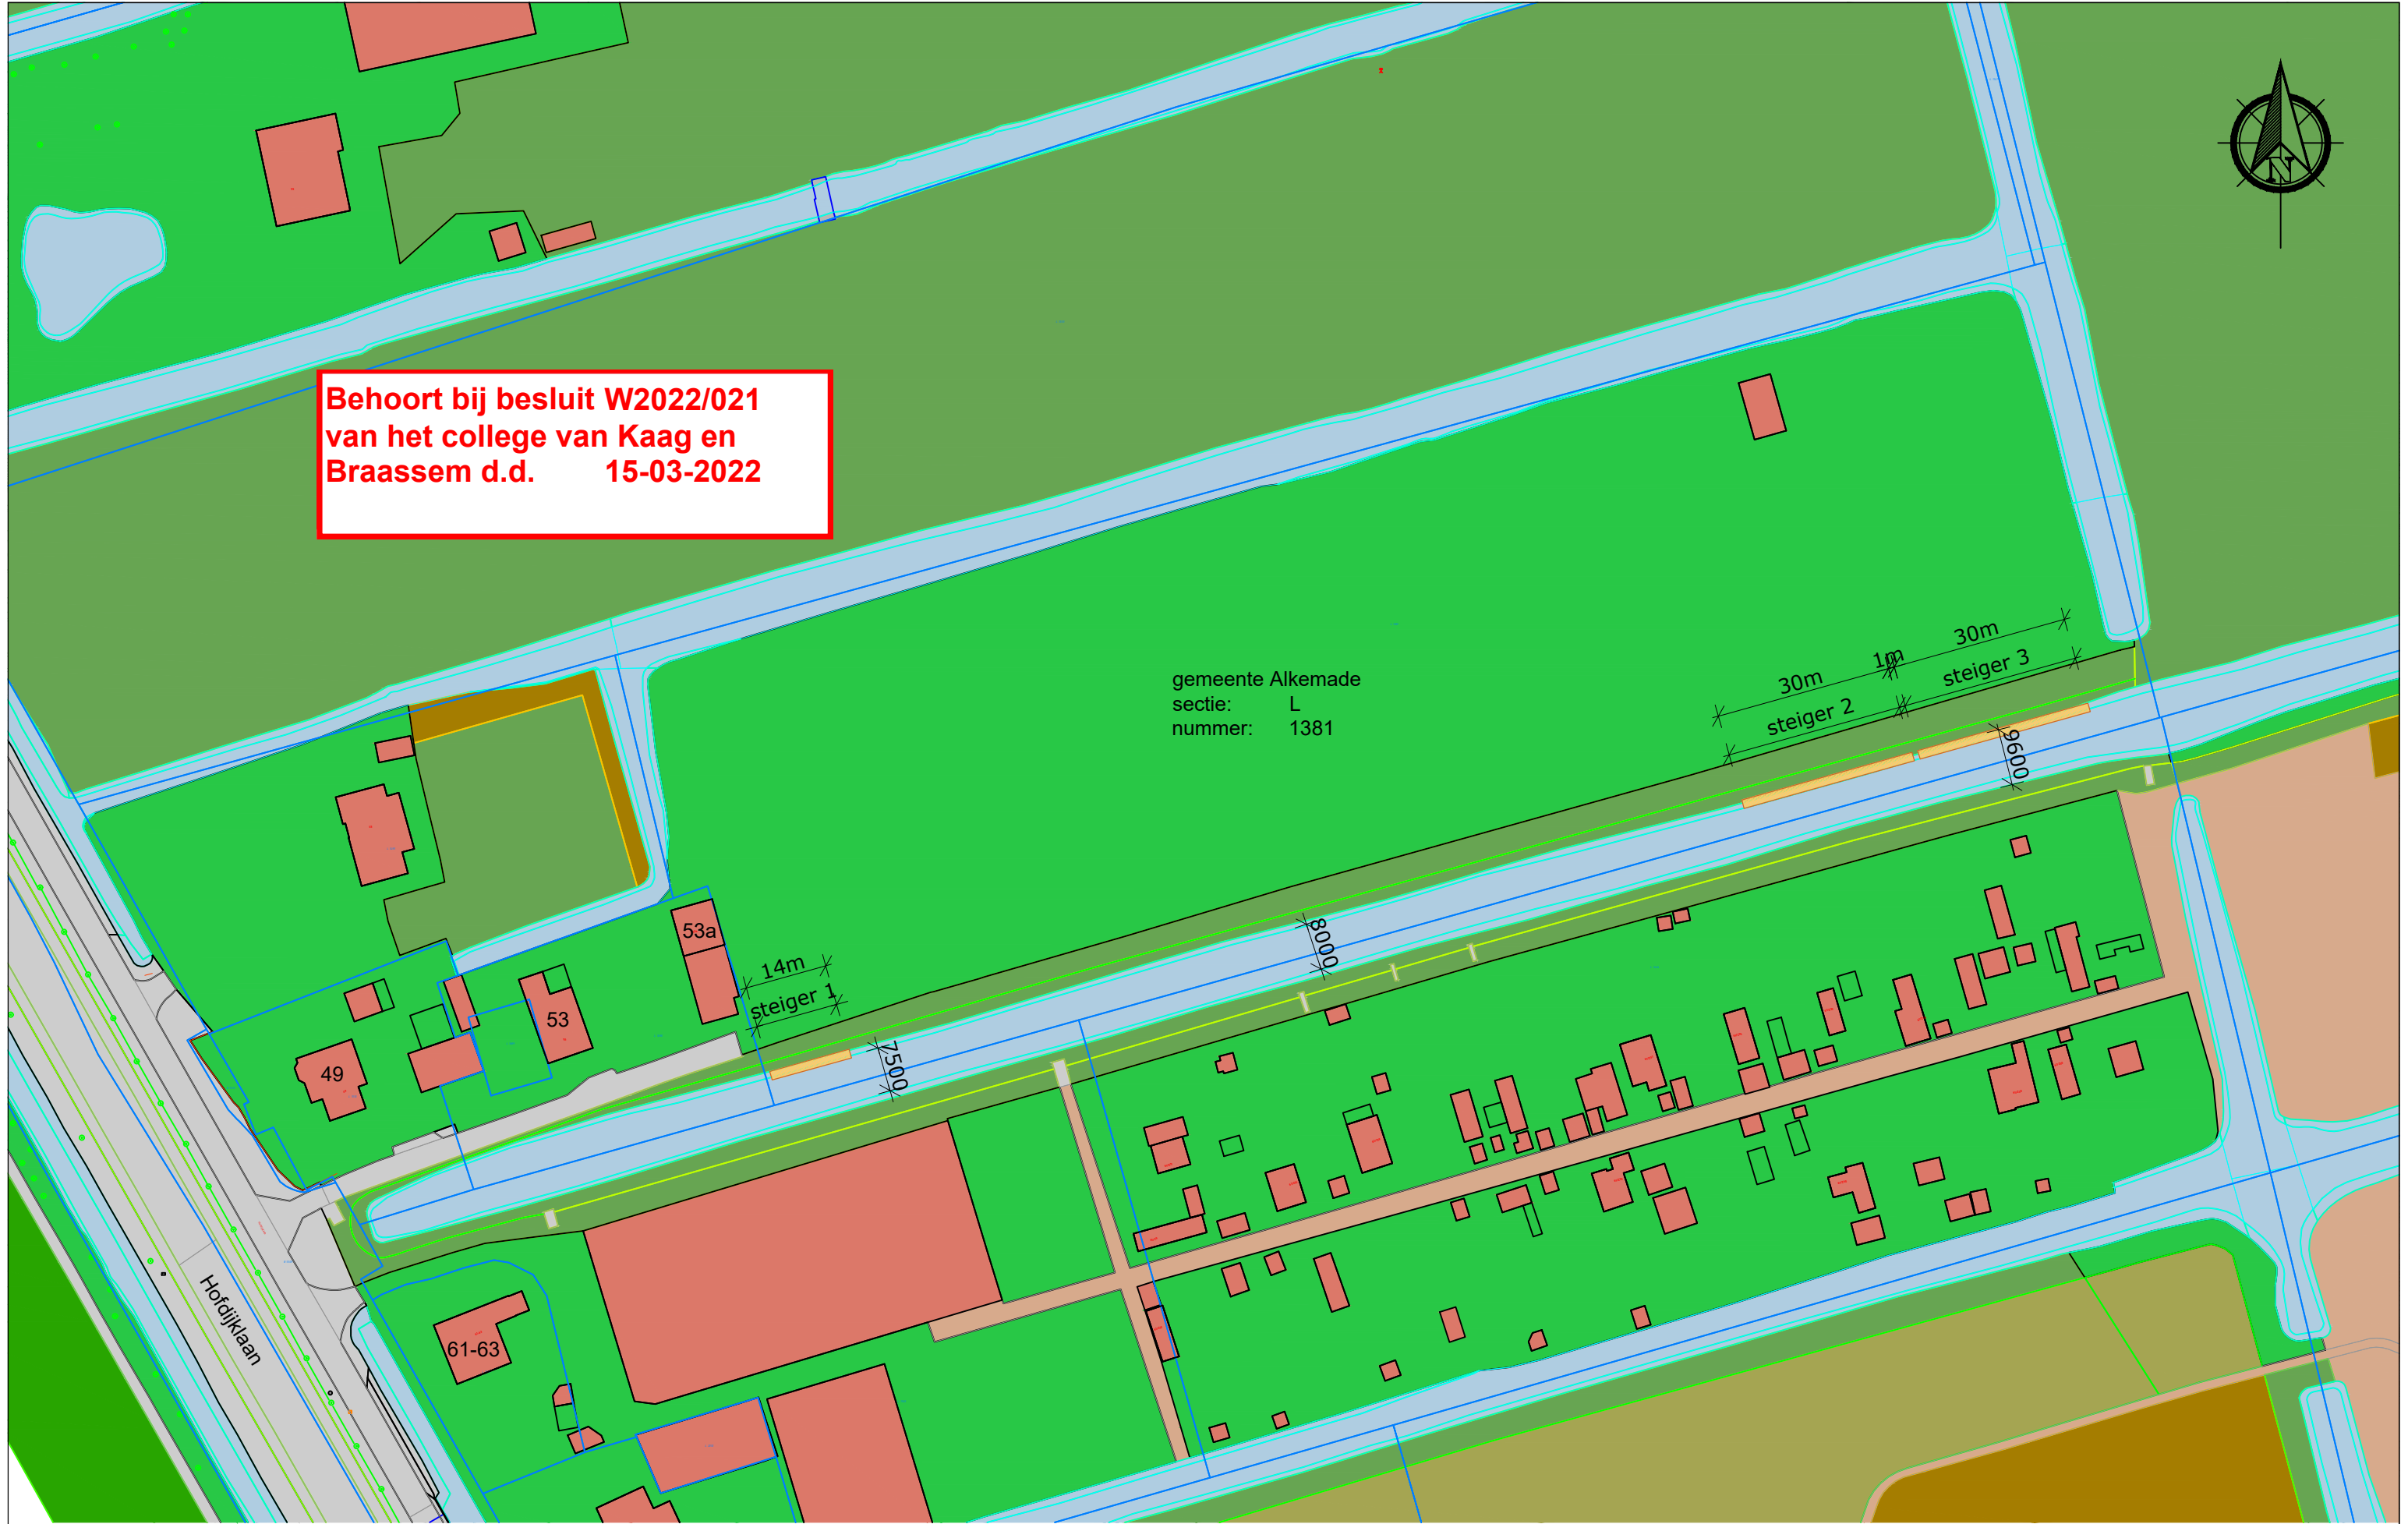 N
Behoort bij besluit W2022/021
van het college van Kaag en
Braassem d.d. 15-03-2022
gemeente Alkemade
sectie: L
nummer: 1381
30m
1m
30m
steiger 2
steiger 3
9600
8000
53a
14m
steiger 1
7500
53
49
Hofdijklaan
61-63